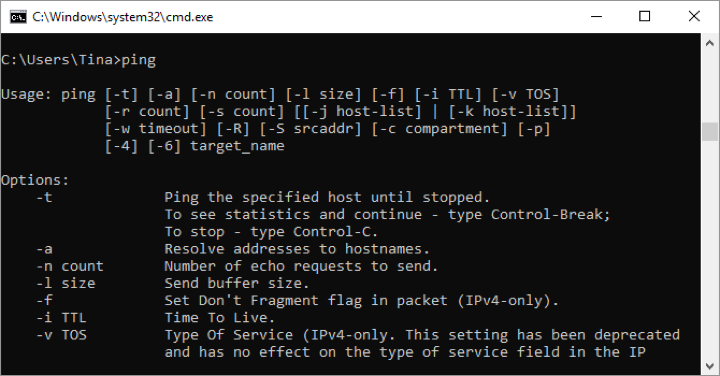 C:\Windows\system32\cmd.exe
C:\Users\Tina>ping
Usage: ping [-t] [-a] [-n count] [-l size] [-f] [-i TTL] [-v TOS]
[-r count] [-s count] [[-j host-list] | [-k host-list]]
[-w timeout] [-R] [-S srcaddr] [-c compartment] [-p]
[-4] [-6] target_name
Options:
-t Ping the specified host until stopped.
To see statistics and continue - type Control-Break;
To stop - type Control-C.
-a Resolve addresses to hostnames.
-n count Number of echo requests to send.
-l size Send buffer size.
-f Set Don't Fragment flag in packet (IPv4-only).
-i TTL Time To Live.
-v TOS Type Of Service (IPv4-only. This setting has been deprecated
and has no effect on the type of service field in the IP